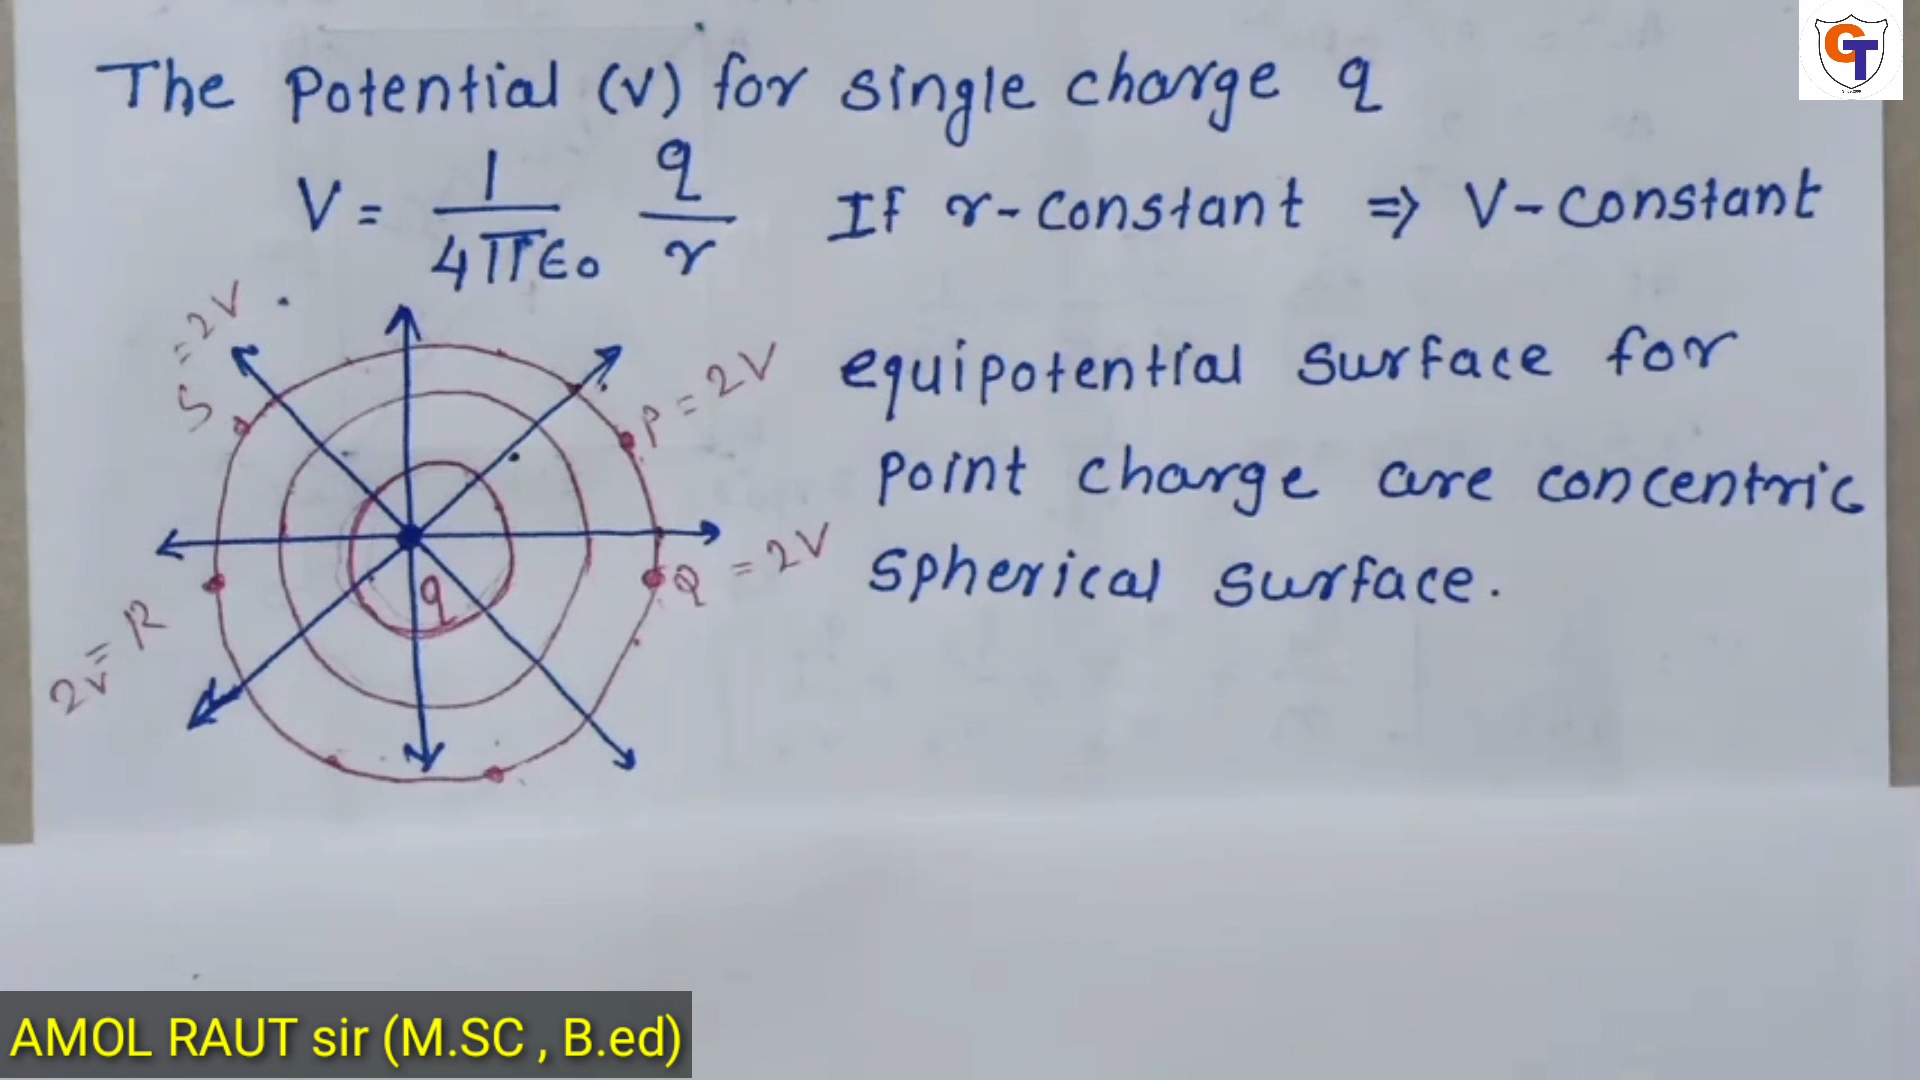 The Potential (V) for single charge q
V = 1/4πϵ₀ q/r If r-constant ⇒ V-constant
equipotential surface for
point charge are concentric
spherical surface.
S = 2V
P = 2V
Q = 2V
2V = R
q
GT
AMOL RAUT sir (M.SC , B.ed)